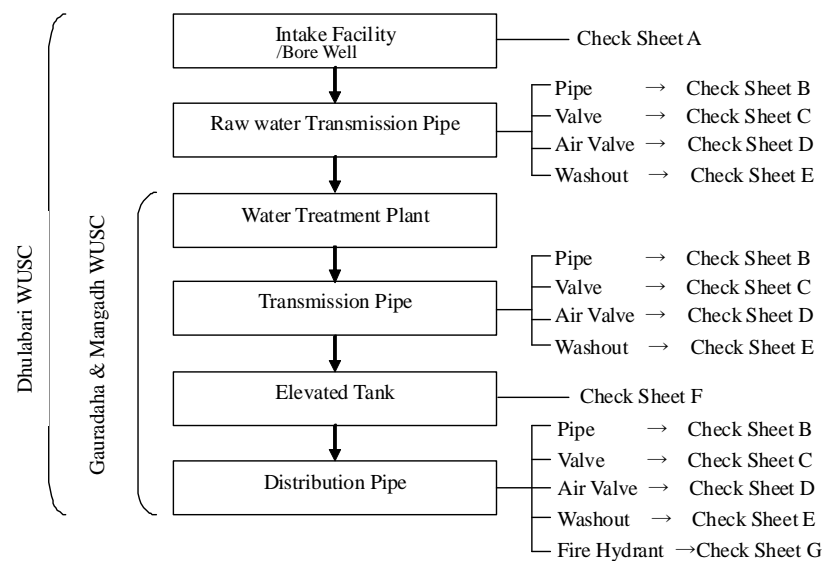 Intake Facility
/Bore Well
Check Sheet A
Raw water Transmission Pipe
Pipe → Check Sheet B
Valve → Check Sheet C
Air Valve → Check Sheet D
Washout → Check Sheet E
Water Treatment Plant
Transmission Pipe
Pipe → Check Sheet B
Valve → Check Sheet C
Air Valve → Check Sheet D
Washout → Check Sheet E
Elevated Tank
Check Sheet F
Distribution Pipe
Pipe → Check Sheet B
Valve → Check Sheet C
Air Valve → Check Sheet D
Washout → Check Sheet E
Fire Hydrant →Check Sheet G
Dhulabari WUSC
Gauradaha & Mangadh WUSC